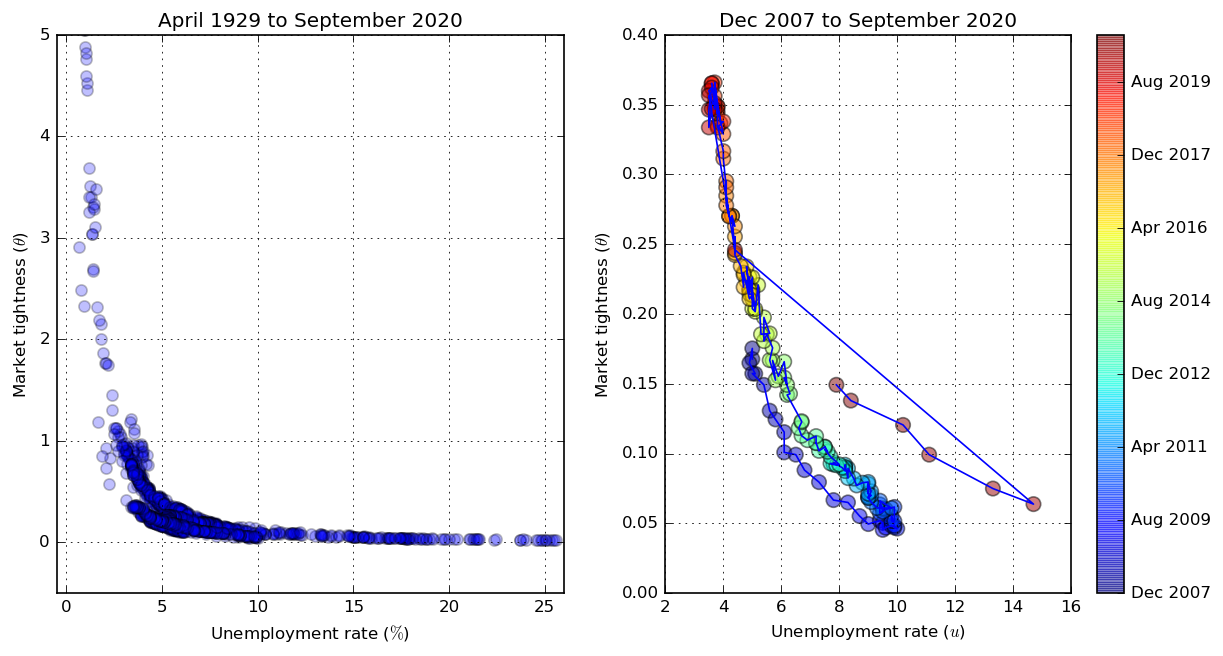 April 1929 to September 2020
Dec 2007 to September 2020
5
4
3
2
1
0
Market tightness (θ)
0
5
10
15
20
25
Unemployment rate (%)
0.40
0.35
0.30
0.25
0.20
0.15
0.10
0.05
0.00
Market tightness (θ)
2
4
6
8
10
12
14
16
Unemployment rate (u)
Aug 2019
Dec 2017
Apr 2016
Aug 2014
Dec 2012
Apr 2011
Aug 2009
Dec 2007